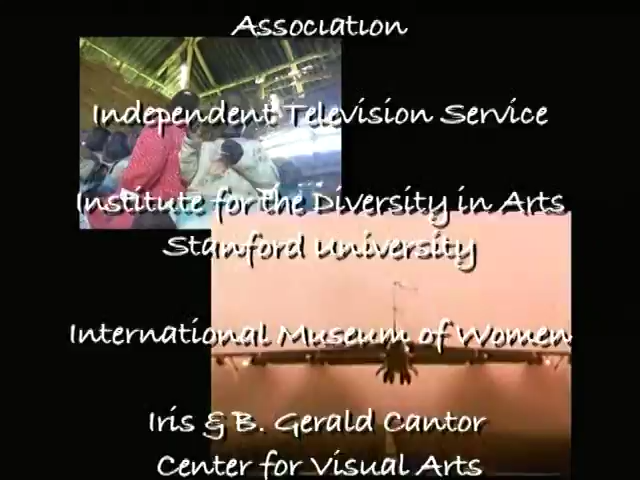 Association
Independent Television Service
Institute for the Diversity in Arts
Stanford University
International Museum of Women
Iris & B. Gerald Cantor
Center for Visual Arts